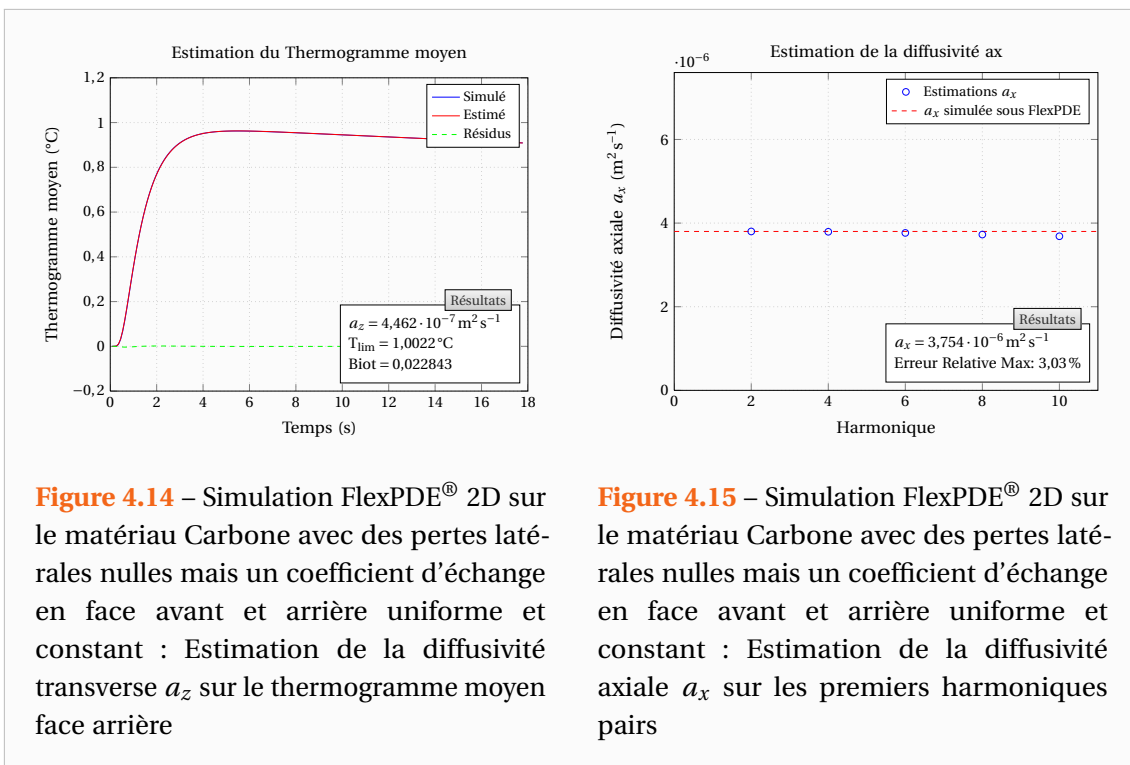 Estimation du Thermogramme moyen
1,2
1
0,8
0,6
0,4
0,2
0
−0,2
Thermogramme moyen (°C)
0 2 4 6 8 10 12 14 16 18
Temps (s)
Simulé
Estimé
Résidus
Résultats
a_z = 4,462·10⁻⁷ m² s⁻¹
T_lim = 1,0022°C
Biot = 0,022843
Estimation de la diffusivité ax
·10⁻⁶
6
4
2
0
Diffusivité axiale a_x (m² s⁻¹)
0 2 4 6 8 10
Harmonique
Estimations a_x
a_x simulée sous FlexPDE
Résultats
a_x = 3,754·10⁻⁶ m² s⁻¹
Erreur Relative Max: 3,03%
Figure 4.14 – Simulation FlexPDE® 2D sur
le matériau Carbone avec des pertes laté-
rales nulles mais un coefficient d'échange
en face avant et arrière uniforme et
constant : Estimation de la diffusivité
transverse a_z sur le thermogramme moyen
face arrière
Figure 4.15 – Simulation FlexPDE® 2D sur
le matériau Carbone avec des pertes laté-
rales nulles mais un coefficient d'échange
en face avant et arrière uniforme et
constant : Estimation de la diffusivité
axiale a_x sur les premiers harmoniques
pairs